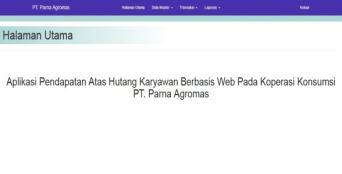 PT. Parna Agromas Halaman Utama Data Master Transaksi Laporan Keluar
Halaman Utama
Aplikasi Pendapatan Atas Hutang Karyawan Berbasis Web Pada Koperasi Konsumsi
PT. Parna Agromas